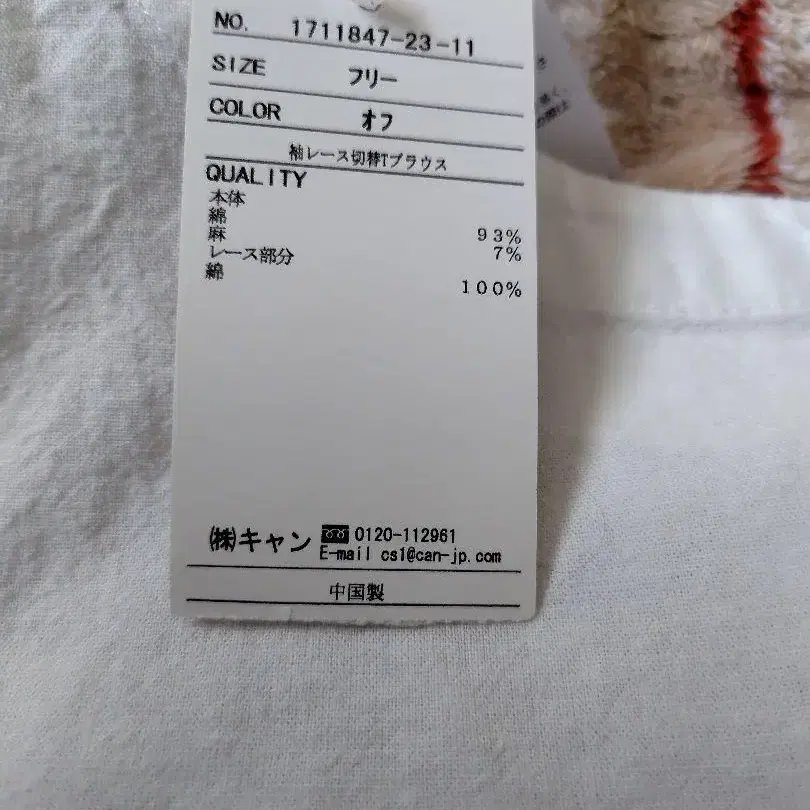 NO. 1711847-23-11
SIZE フリー
COLOR オフ
袖レース切替Tブラウス
QUALITY
本体
綿 93%
麻 7%
レース部分
綿 100%
㈱キャン 0120-112961
E-mail cs1@can-jp.com
中国製